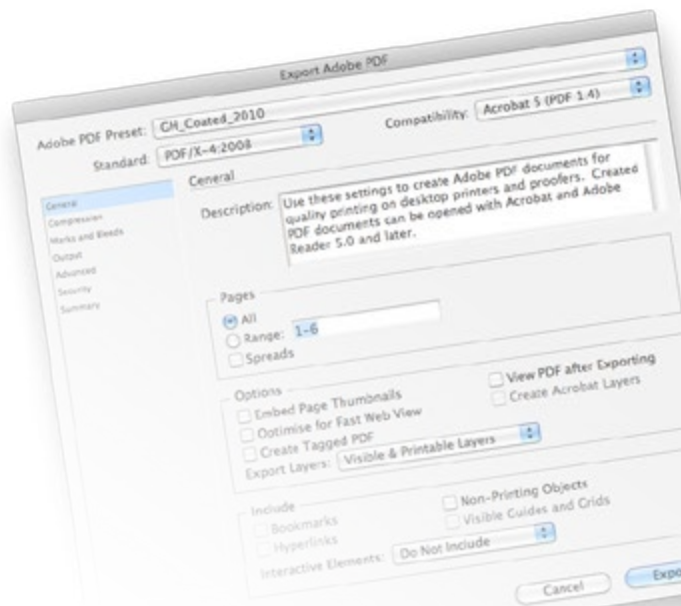 Export Adobe PDF
Adobe PDF Preset: GH_Coated_2010
Standard: PDF/X-4:2008
Compatibility: Acrobat 5 (PDF 1.4)
General
Compression
Marks and Bleeds
Output
Advanced
Security
Summary
General
Description: Use these settings to create Adobe PDF documents for
quality printing on desktop printers and proofers. Created
PDF documents can be opened with Acrobat and Adobe
Reader 5.0 and later.
Pages
All
Range: 1-6
Spreads
Options
Embed Page Thumbnails
Optimise for Fast Web View
Create Tagged PDF
View PDF after Exporting
Create Acrobat Layers
Export Layers: Visible & Printable Layers
Include
Bookmarks
Hyperlinks
Non-Printing Objects
Visible Guides and Grids
Interactive Elements: Do Not Include
Cancel
Expo